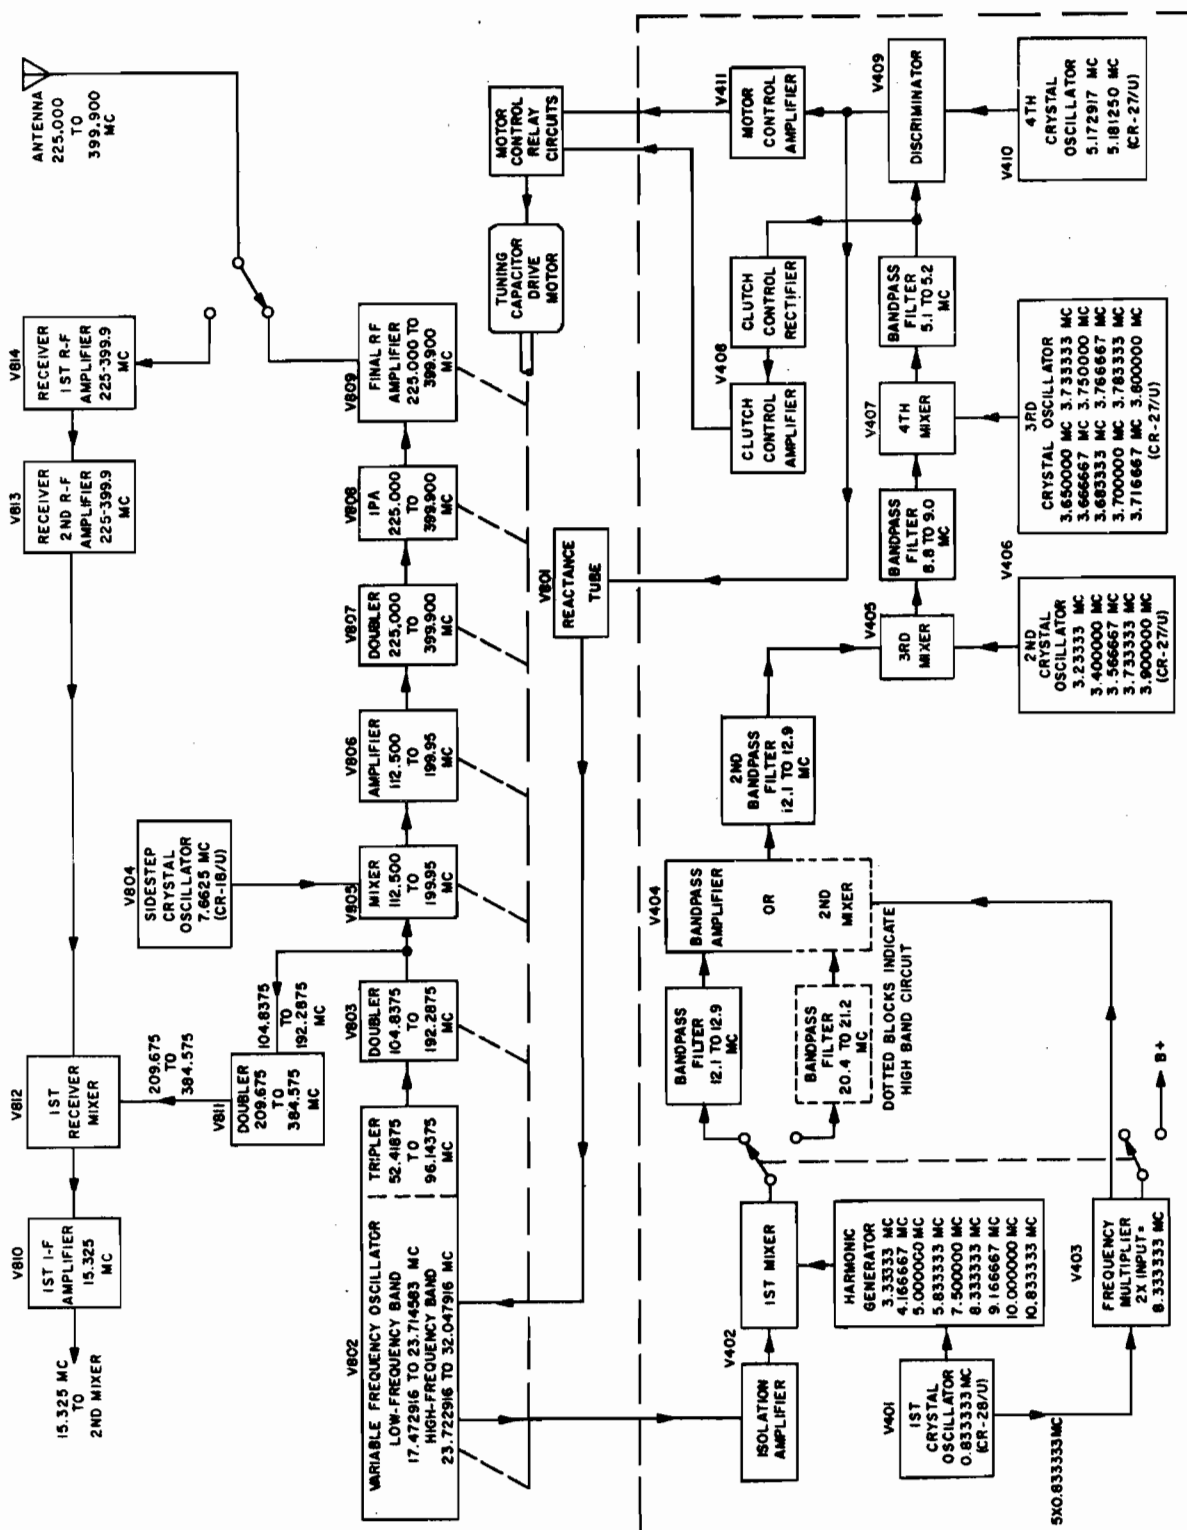 ANTENNA
225.000
TO
399.900
MC
V814
RECEIVER
1ST R-F
AMPLIFIER
225-399.9
MC
V813
RECEIVER
2ND R-F
AMPLIFIER
225-399.9
MC
V812
1ST
RECEIVER
MIXER
V810
1ST I-F
AMPLIFIER
15.325
MC
15.325 MC
TO
2ND MIXER
209.675
TO
384.575
V811
DOUBLER
209.675
TO
384.575
MC
104.8375
TO
192.2875
MC
V804
SIDESTEP
CRYSTAL
OSCILLATOR
7.6625 MC
(CR-18/U)
V802
VARIABLE FREQUENCY OSCILLATOR
LOW-FREQUENCY BAND
17.472916 TO 23.714583 MC
HIGH-FREQUENCY BAND
23.722916 TO 32.047916 MC
TRIPLER
52.41875
TO
96.14375
MC
V803
DOUBLER
104.8375
TO
192.2875
MC
V805
MIXER
112.500
TO
199.95
MC
V806
AMPLIFIER
112.500
TO
199.95
MC
V807
DOUBLER
225.000
TO
399.900
MC
V808
IPA
225.000
TO
399.900
MC
V809
FINAL RF
AMPLIFIER
225.000 TO
399.900
MC
TUNING
CAPACITOR
DRIVE
MOTOR
MOTOR
CONTROL
RELAY
CIRCUITS
V801
REACTANCE
TUBE
V411
MOTOR
CONTROL
AMPLIFIER
V409
DISCRIMINATOR
V410
4TH
CRYSTAL
OSCILLATOR
5.172917 MC
5.181250 MC
(CR-27/U)
CLUTCH
CONTROL
RECTIFIER
V408
CLUTCH
CONTROL
AMPLIFIER
BANDPASS
FILTER
5.1 TO 5.2
MC
V407
4TH
MIXER
3RD
CRYSTAL OSCILLATOR
3.650000 MC 3.733333 MC
3.666667 MC 3.750000 MC
3.683333 MC 3.766667 MC
3.700000 MC 3.783333 MC
3.716667 MC 3.800000 MC
(CR-27/U)
BANDPASS
FILTER
8.8 TO 9.0
MC
V406
V405
3RD
MIXER
2ND
CRYSTAL
OSCILLATOR
3.23333 MC
3.400000 MC
3.566667 MC
3.733333 MC
3.900000 MC
(CR-27/U)
2ND
BANDPASS
FILTER
12.1 TO 12.9
MC
V404
BANDPASS
AMPLIFIER
OR
2ND
MIXER
BANDPASS
FILTER
12.1 TO 12.9
MC
BANDPASS
FILTER
20.4 TO 21.2
MC
DOTTED BLOCKS INDICATE
HIGH BAND CIRCUIT
V402
ISOLATION
AMPLIFIER
1ST MIXER
HARMONIC
GENERATOR
3.33333 MC
4.166667 MC
5.000000 MC
5.833333 MC
7.500000 MC
8.333333 MC
9.166667 MC
10.000000 MC
10.833333 MC
V401
1ST
CRYSTAL
OSCILLATOR
0.833333 MC
(CR-28/U)
5X0.833333MC
V403
FREQUENCY
MULTIPLIER
2X INPUT=
8.333333 MC
B+